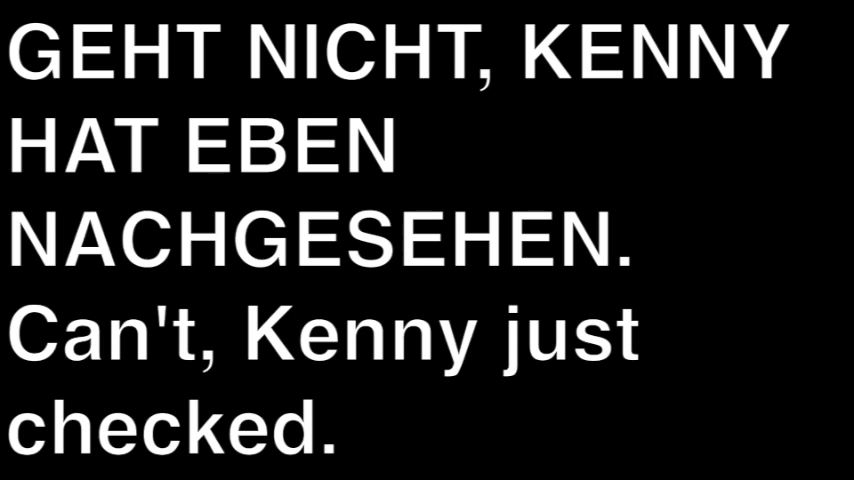 GEHT NICHT, KENNY
HAT EBEN
NACHGESEHEN.
Can't, Kenny just
checked.